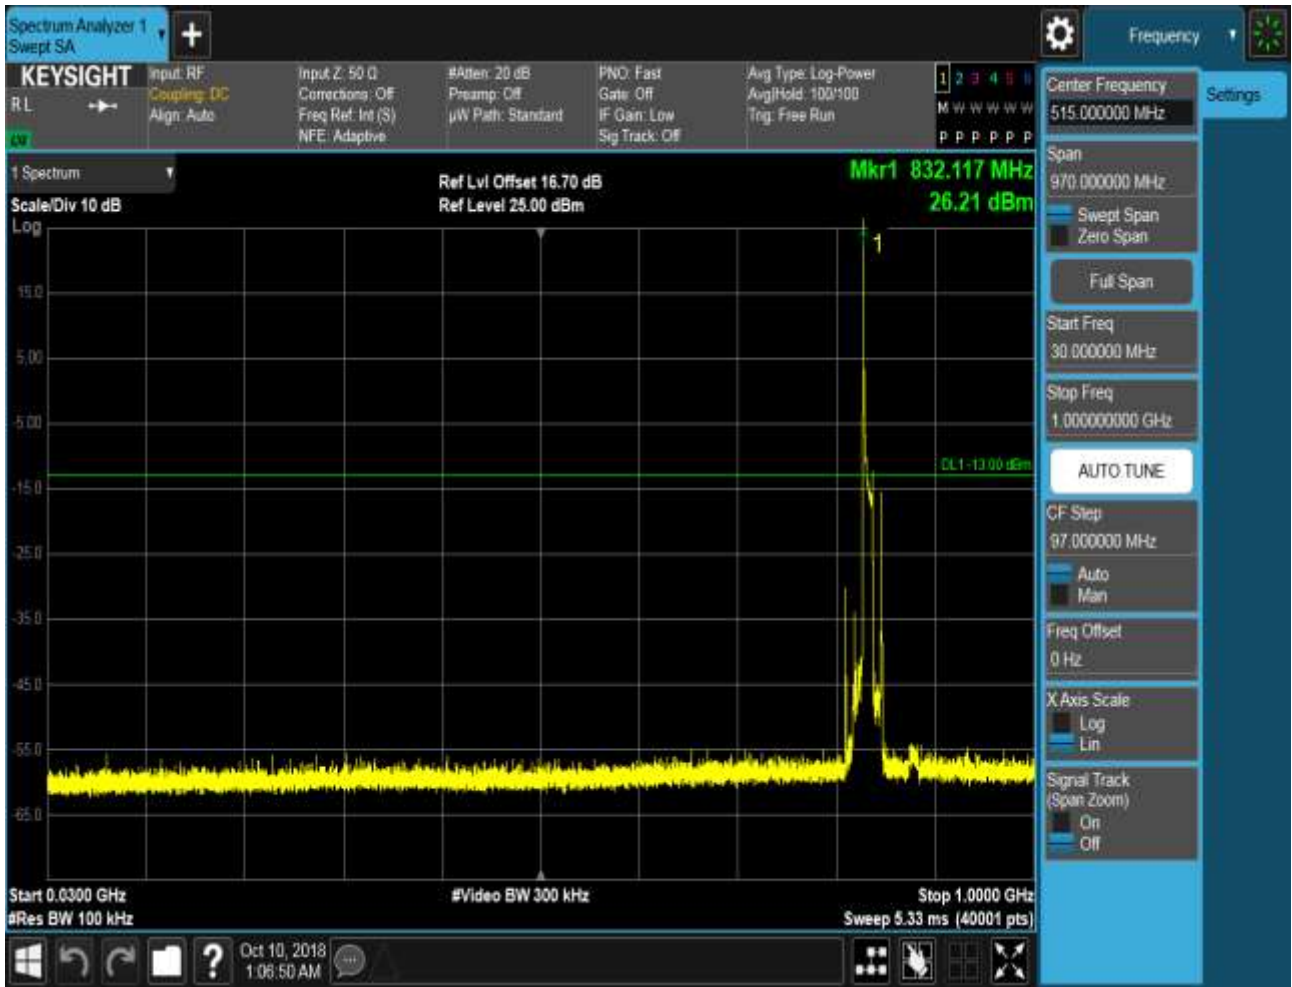 Spectrum Analyzer 1
Swept SA
+
Frequency
KEYSIGHT
R L
Input: RF
Coupling: DC
Align: Auto
Input Z: 50 Ω
Corrections: Off
Freq Ref: Int (S)
NFE: Adaptive
#Atten: 20 dB
Preamp: Off
µW Path: Standard
PNO: Fast
Gate: Off
IF Gain: Low
Sig Track: Off
Avg Type: Log-Power
Avg|Hold: 100/100
Trig: Free Run
1 2 3 4 5 6
M W W W W W
P P P P P P
1 Spectrum
Scale/Div 10 dB
Log
Ref Lvl Offset 16.70 dB
Ref Level 25.00 dBm
Mkr1 832.117 MHz
26.21 dBm
1
15.0
5.00
-5.00
-15.0
-25.0
-35.0
-45.0
-55.0
-65.0
DL1 -13.00 dBm
Start 0.0300 GHz
#Res BW 100 kHz
#Video BW 300 kHz
Stop 1.0000 GHz
Sweep 5.33 ms (40001 pts)
Center Frequency
515.000000 MHz
Settings
Span
970.000000 MHz
Swept Span
Zero Span
Full Span
Start Freq
30.000000 MHz
Stop Freq
1.000000000 GHz
AUTO TUNE
CF Step
97.000000 MHz
Auto
Man
Freq Offset
0 Hz
X Axis Scale
Log
Lin
Signal Track
(Span Zoom)
On
Off
?
Oct 10, 2018
1:06:50 AM